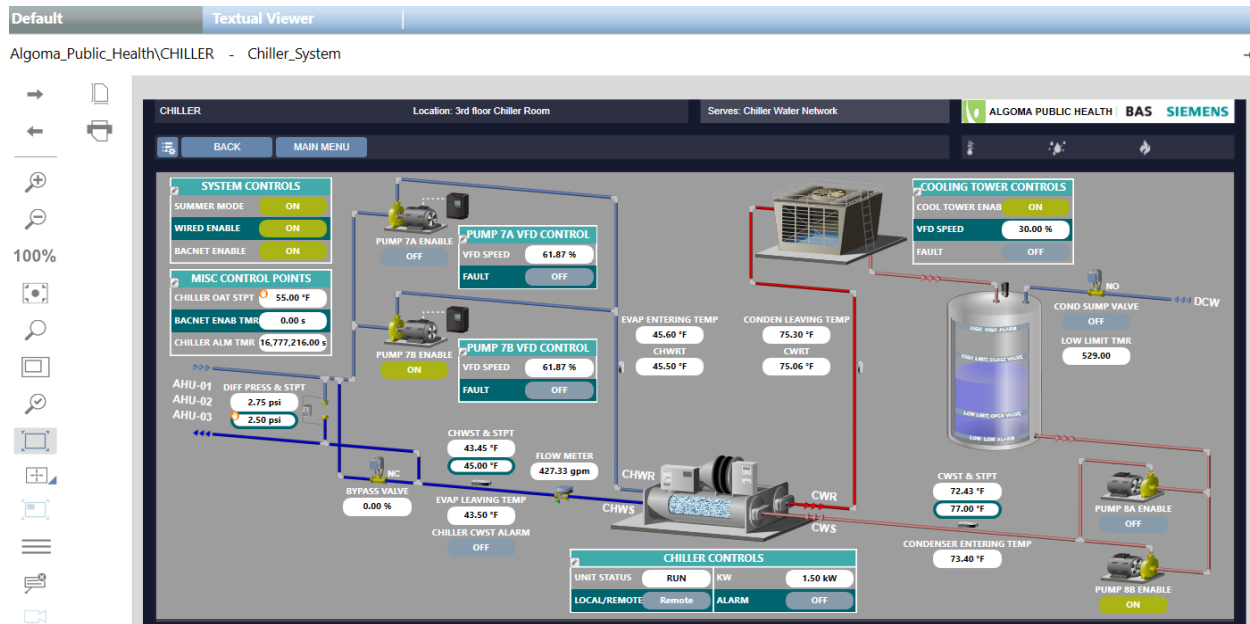 Default
Textual Viewer
Algoma_Public_Health\CHILLER - Chiller_System
100%
CHILLER
Location: 3rd floor Chiller Room
Serves: Chiller Water Network
ALGOMA PUBLIC HEALTH BAS SIEMENS
BACK
MAIN MENU
SYSTEM CONTROLS
SUMMER MODE ON
WIRED ENABLE ON
BACNET ENABLE ON
MISC CONTROL POINTS
CHILLER OAT STPT 55.00 °F
BACNET ENAB TMR 0.00 s
CHILLER ALM TMR 16,777,216.00 s
PUMP 7A ENABLE
OFF
PUMP 7A VFD CONTROL
VFD SPEED 61.87 %
FAULT OFF
PUMP 7B ENABLE
ON
PUMP 7B VFD CONTROL
VFD SPEED 61.87 %
FAULT OFF
COOLING TOWER CONTROLS
COOL TOWER ENAB ON
VFD SPEED 30.00 %
FAULT OFF
NO
DCW
COND SUMP VALVE
OFF
LOW LIMIT TMR
529.00
HIGH HIGH ALARM
HIGH LIMIT CLOSE VALVE
LOW LIMIT OPEN VALVE
LOW LOW ALARM
EVAP ENTERING TEMP
45.60 °F
CHWRT
45.50 °F
CONDEN LEAVING TEMP
75.30 °F
CWRT
75.06 °F
AHU-01
AHU-02
AHU-03
DIFF PRESS & STPT
2.75 psi
2.50 psi
NC
BYPASS VALVE
0.00 %
CHWST & STPT
43.45 °F
45.00 °F
EVAP LEAVING TEMP
43.50 °F
CHILLER CWST ALARM
OFF
FLOW METER
427.33 gpm
CHWR
CHWS
CWR
CWS
CWST & STPT
72.43 °F
77.00 °F
CONDENSER ENTERING TEMP
73.40 °F
PUMP 8A ENABLE
OFF
PUMP 8B ENABLE
ON
CHILLER CONTROLS
UNIT STATUS RUN KW 1.50 kW
LOCAL/REMOTE Remote ALARM OFF